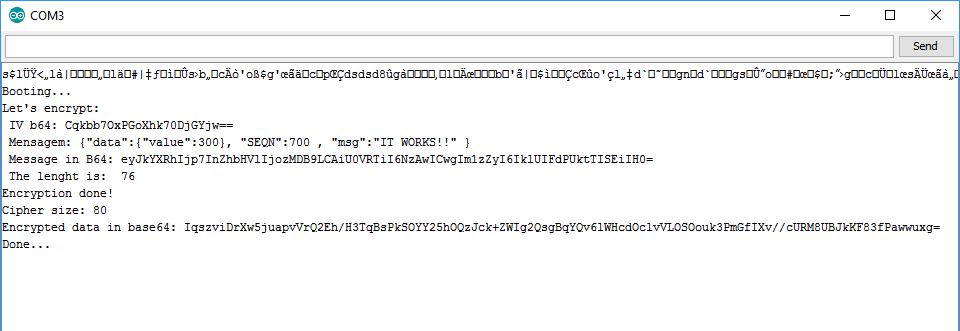 COM3
Send
Booting...
Let's encrypt:
IV b64: Cqkbb7OxPGoXhk70DjGYjw==
Mensagem: {"data":{"value":300}, "SEQN":700 , "msg":"IT WORKS!!" }
Message in B64: eyJkYXRhIjp7InZhbHVlIjozMDB9LCAiU0VRTiI6NzAwICwgIm1zZyI6IklUIFdPUktTISEiIH0=
The lenght is:  76
Encryption done!
Cipher size: 80
Encrypted data in base64: IqszviDrXw5juapvVrQ2Eh/H3TqBsPkSOYY25hOQzJck+ZWIg2QsgBqYQv6lWHcdOclvVLOSOouk3PmGfIXv//cURM8UBJkKF83fPawwuxg=
Done...